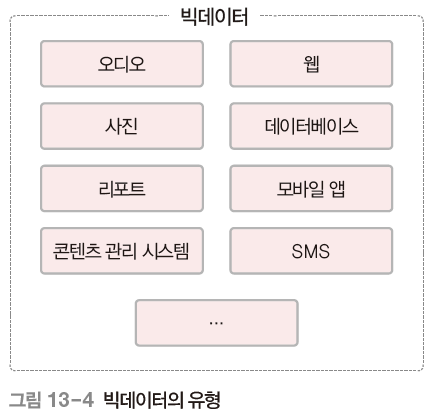 빅데이터
오디오
웹
사진
데이터베이스
리포트
모바일 앱
콘텐츠 관리 시스템
SMS
...
그림 13-4 빅데이터의 유형